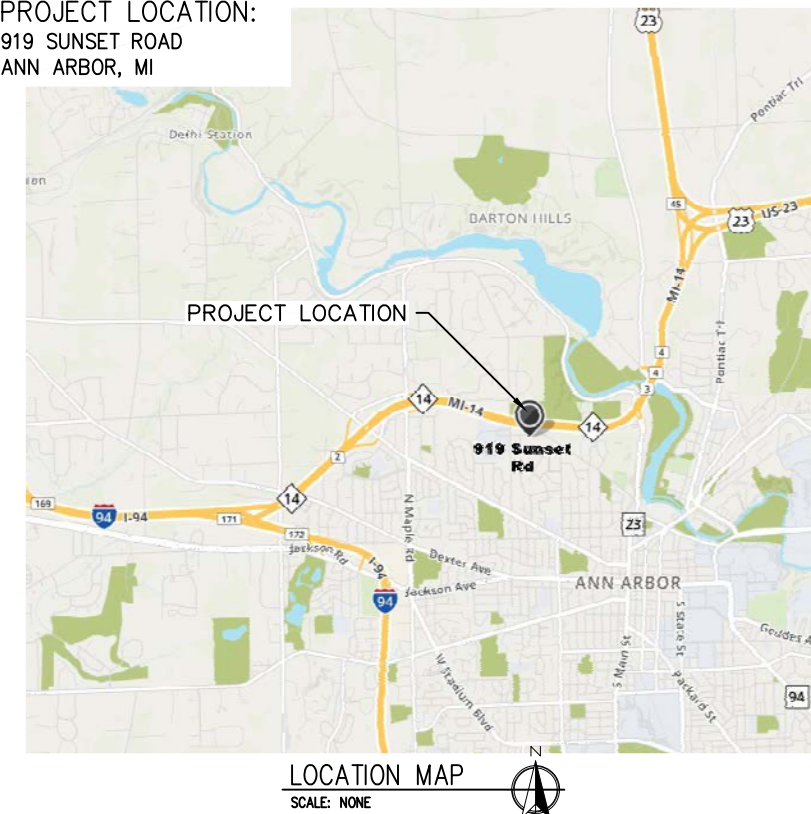 PROJECT LOCATION:
919 SUNSET ROAD
ANN ARBOR, MI
23
Pontiac Trl
Delhi Station
45
23
US-23
BARTON HILLS
MI-14
PROJECT LOCATION
Pontiac Trl
4
4
3
14
MI-14
14
919 Sunset
Rd
2
14
169
94
I-94
171
N Maple Rd
23
172
Jackson Rd
I-94
Dexter Ave
ANN ARBOR
Jackson Ave
94
S State St
Geddes A
S Main St
W Stadium Blvd
Packard St
94
N
LOCATION MAP
SCALE: NONE